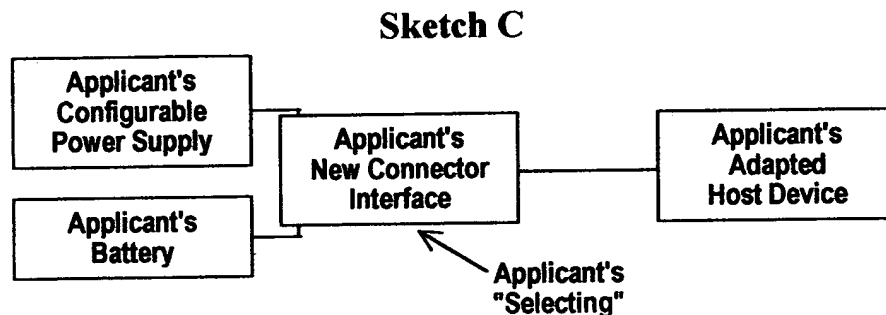 Sketch C
Applicant's
Configurable
Power Supply
Applicant's
New Connector
Interface
Applicant's
Adapted
Host Device
Applicant's
Battery
Applicant's
"Selecting"